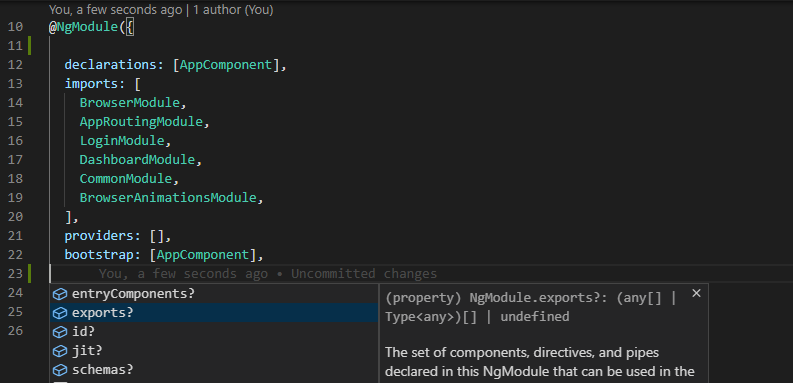 You, a few seconds ago | 1 author (You)
10 @NgModule({
11
12 declarations: [AppComponent],
13 imports: [
14 BrowserModule,
15 AppRoutingModule,
16 LoginModule,
17 DashboardModule,
18 CommonModule,
19 BrowserAnimationsModule,
20 ],
21 providers: [],
22 bootstrap: [AppComponent],
23 You, a few seconds ago • Uncommitted changes
24 entryComponents?
25 exports?
26 id?
jit?
schemas?
(property) NgModule.exports?: (any[] |
Type<any>)[] | undefined
The set of components, directives, and pipes
declared in this NgModule that can be used in the